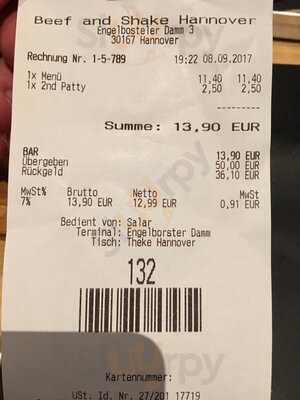 Beef and Shake Hannover
Engelbosteler Damm 3
30167 Hannover
Rechnung Nr. 1-5-789 19:22 08.09.2017
1x Menü 11,40 11,40
1x 2nd Patty 2,50 2,50
Summe: 13,90 EUR
BAR 13,90 EUR
Übergeben 50,00 EUR
Rückgeld 36,10 EUR
MwSt% Brutto Netto MwSt
7% 13,90 EUR 12,99 EUR 0,91 EUR
Bedient von: Salar
Terminal: Engelborster Damm
Tisch: Theke Hannover
132
Kartennummer:
USt. Id. Nr. 27/201 17719